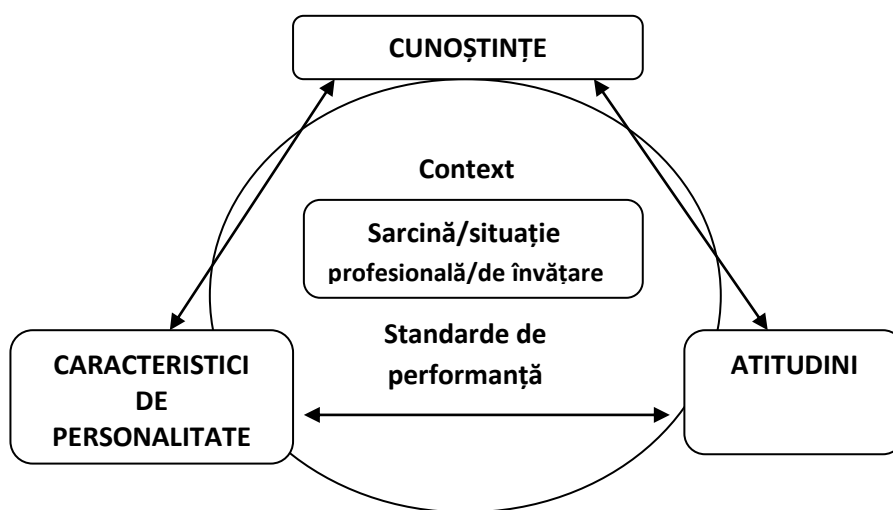 CUNOȘTINȚE
Context
Sarcină/situație
profesională/de învățare
Standarde de
performanță
CARACTERISTICI
DE
PERSONALITATE
ATITUDINI